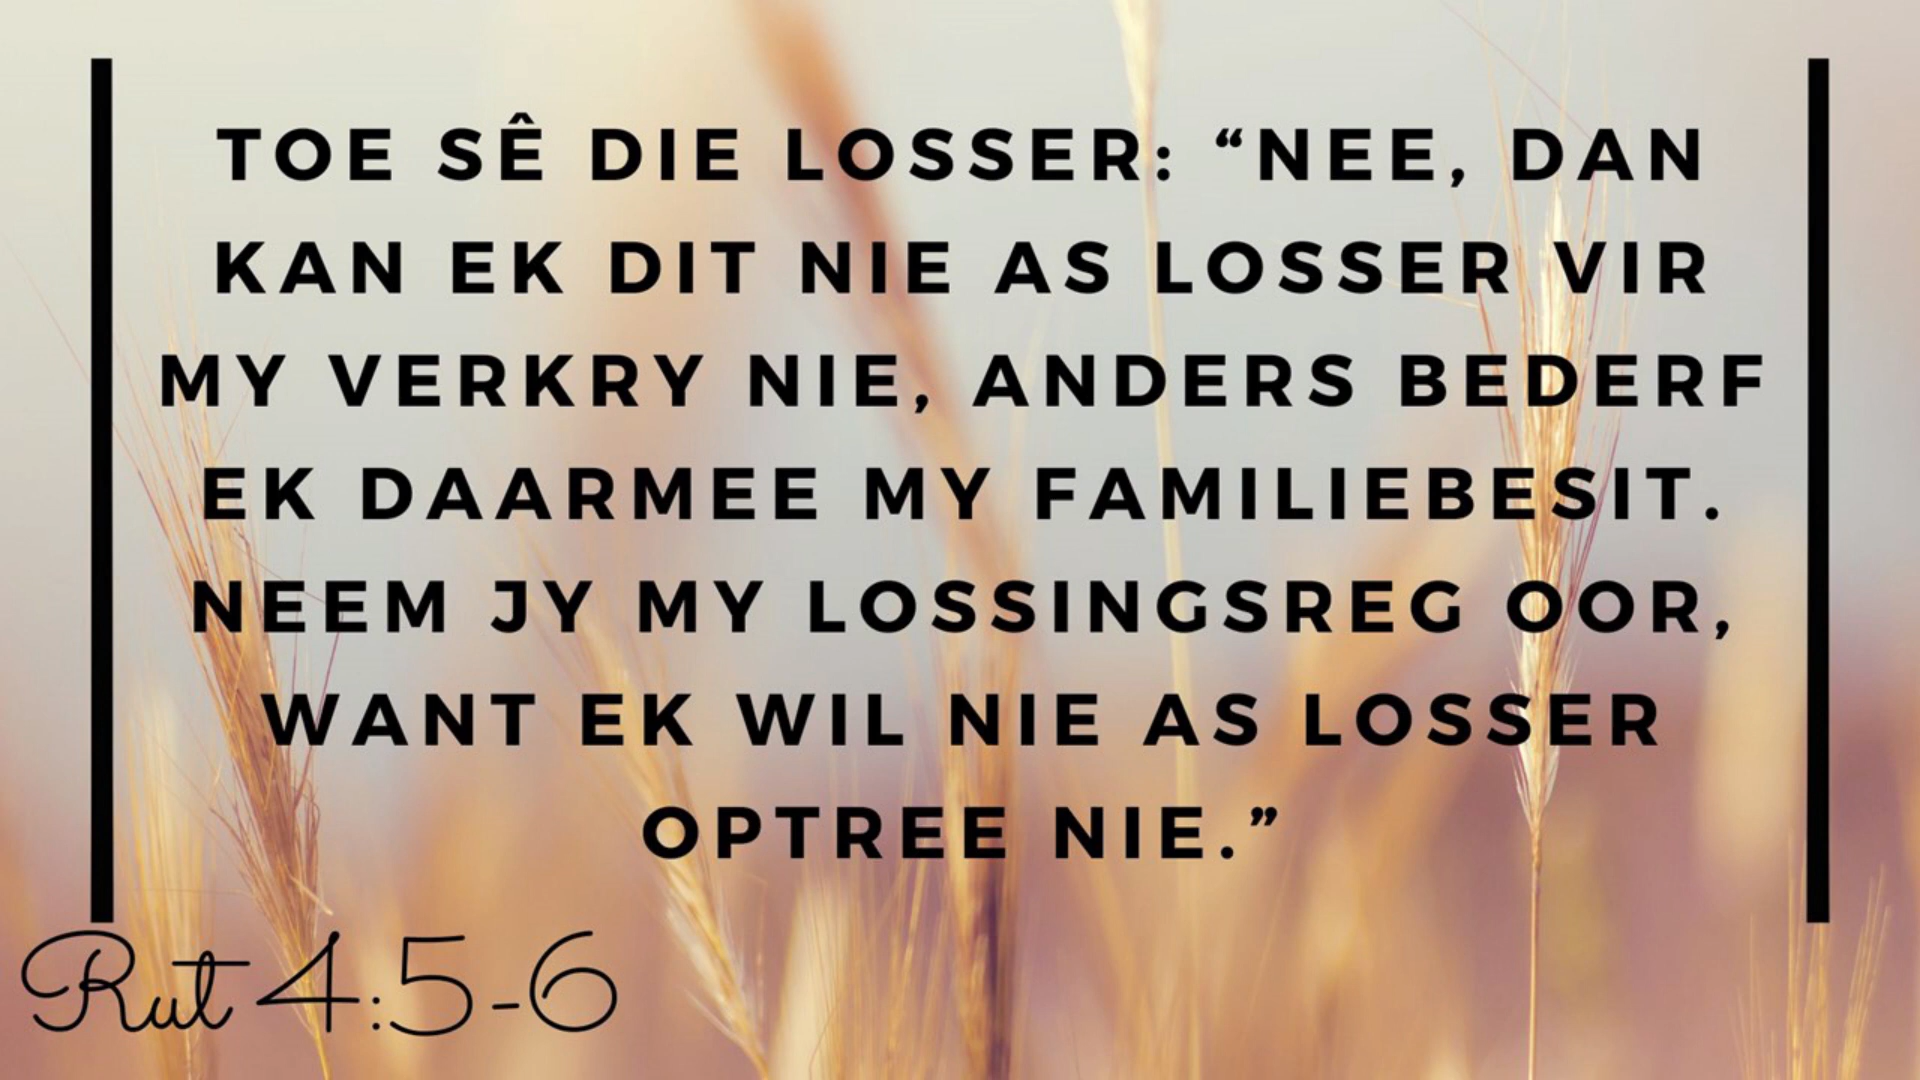 TOE SÊ DIE LOSSER: “NEE, DAN
KAN EK DIT NIE AS LOSSER VIR
MY VERKRY NIE, ANDERS BEDERF
EK DAARMEE MY FAMILIEBESIT.
NEEM JY MY LOSSINGSREG OOR,
WANT EK WIL NIE AS LOSSER
OPTREE NIE.”
Rut 4:5-6